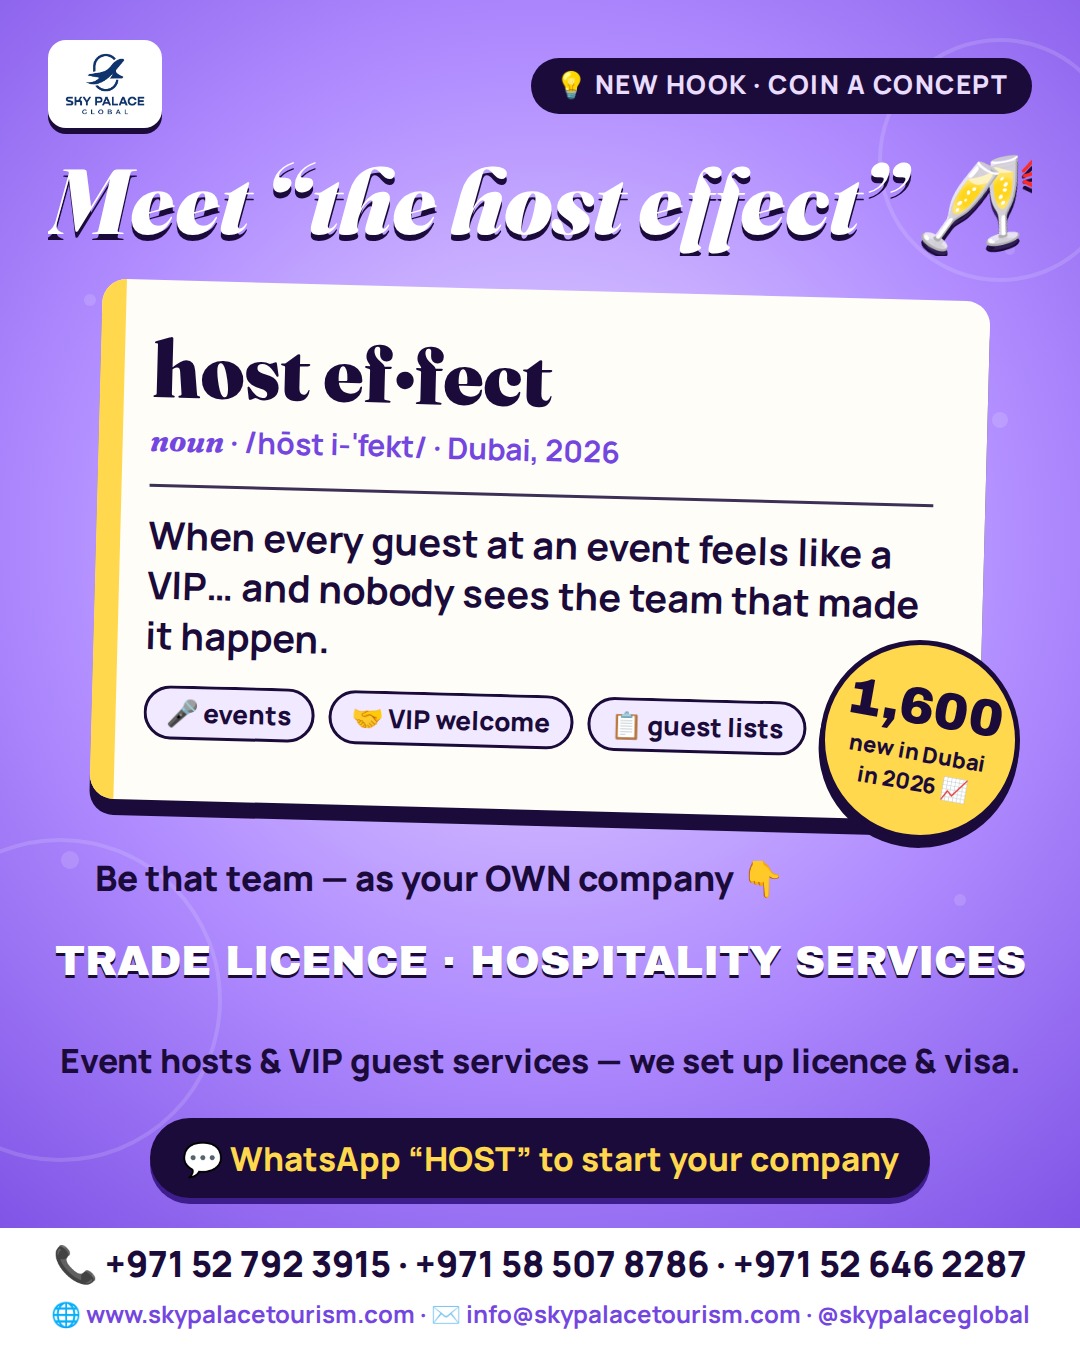 SKY PALACE
GLOBAL
💡 NEW HOOK · COIN A CONCEPT
Meet “the host effect” 🥂
host ef·fect
noun · /hōst i-ˈfekt/ · Dubai, 2026
When every guest at an event feels like a
VIP… and nobody sees the team that made
it happen.
🎤 events
🤝 VIP welcome
📋 guest lists
1,600
new in Dubai
in 2026 📈
Be that team — as your OWN company 👇
TRADE LICENCE · HOSPITALITY SERVICES
Event hosts & VIP guest services — we set up licence & visa.
💬 WhatsApp “HOST” to start your company
📞 +971 52 792 3915 · +971 58 507 8786 · +971 52 646 2287
🌐 www.skypalacetourism.com · ✉️ info@skypalacetourism.com · @skypalaceglobal